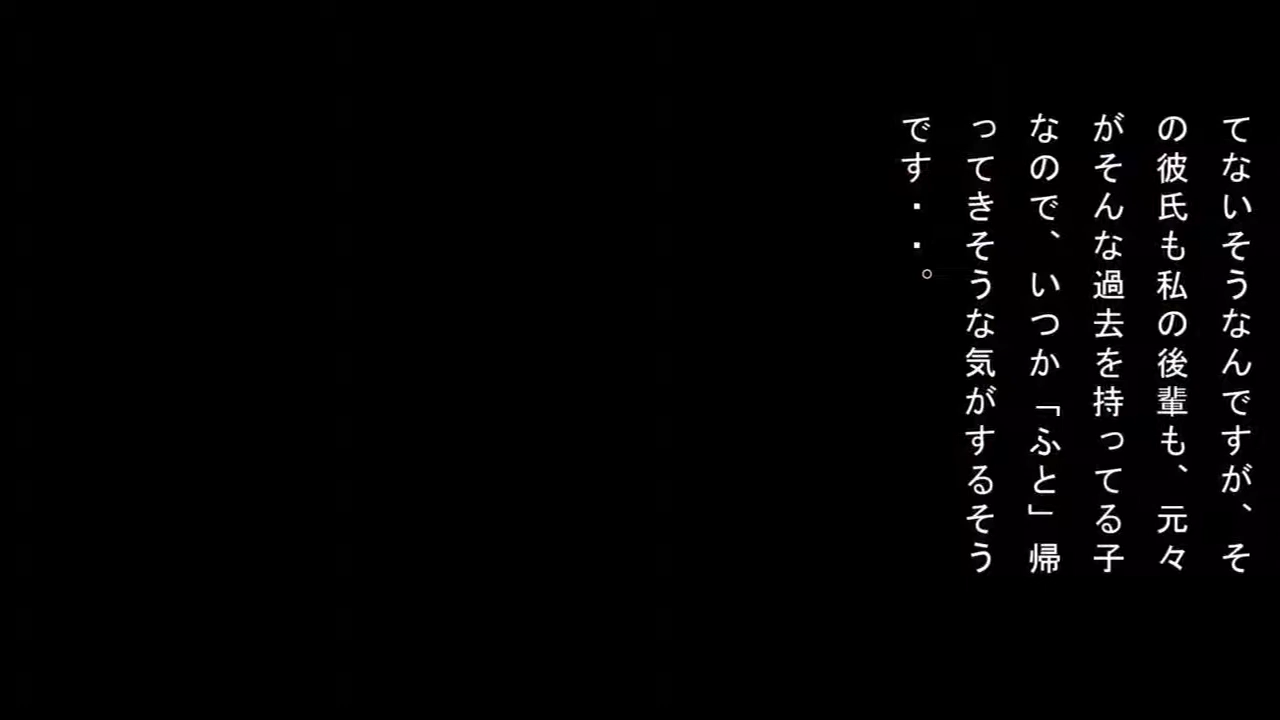 てないそうなんですが、そ
の彼氏も私の後輩も、元々
がそんな過去を持ってる子
なので、いつか「ふと」帰
ってきそうな気がするそう
です・・。